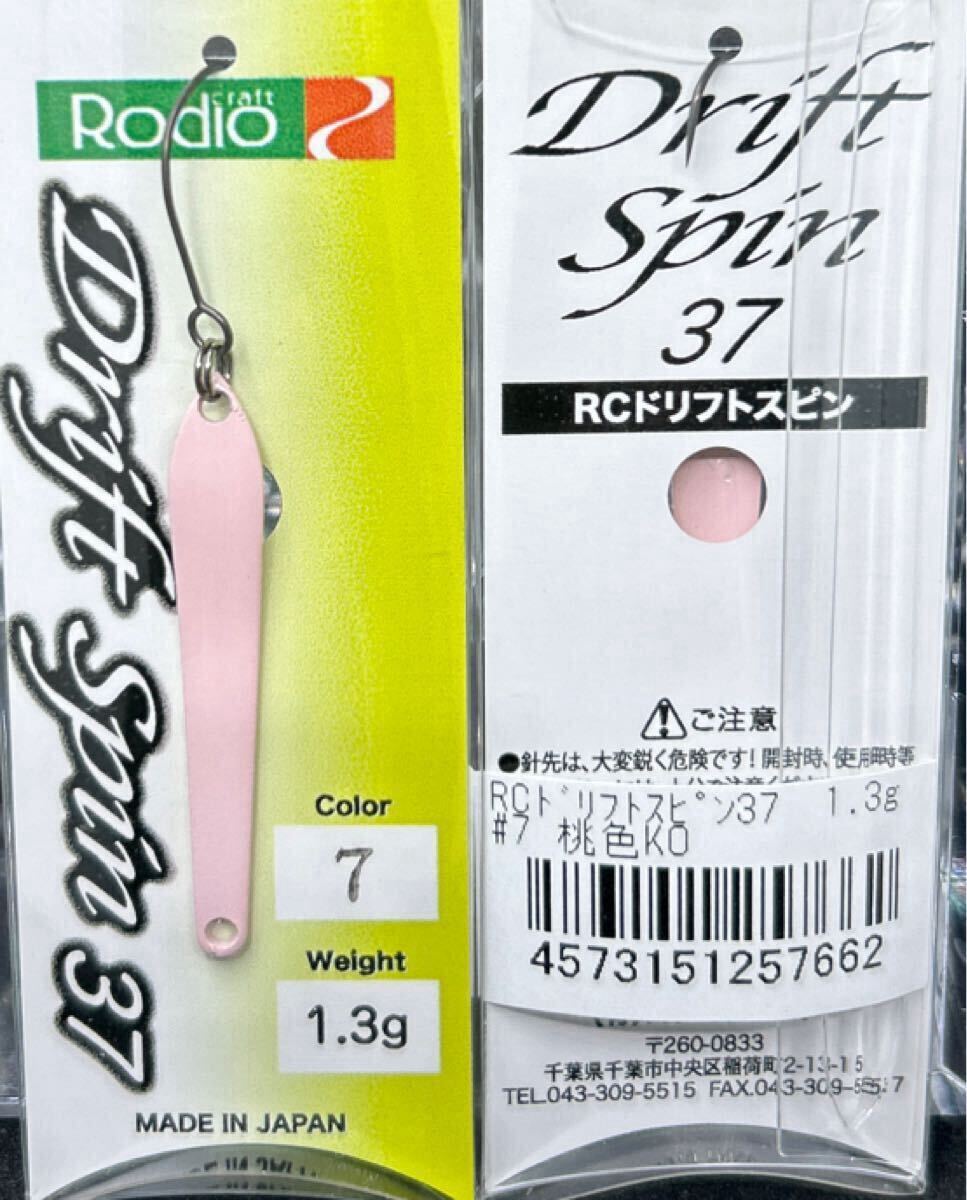 Rodio craft
Drift Spin 37
Color
7
Weight
1.3g
MADE IN JAPAN
Drift
Spin
37
RCドリフトスピン
ご注意
●針先は、大変鋭く危険です！開封時、使用時等
RCドリフトスピン37 1.3g
#7 桃色KO
4573151257662
〒260-0833
千葉県千葉市中央区稲荷町2-13-15
TEL.043-309-5515 FAX.043-309-5537